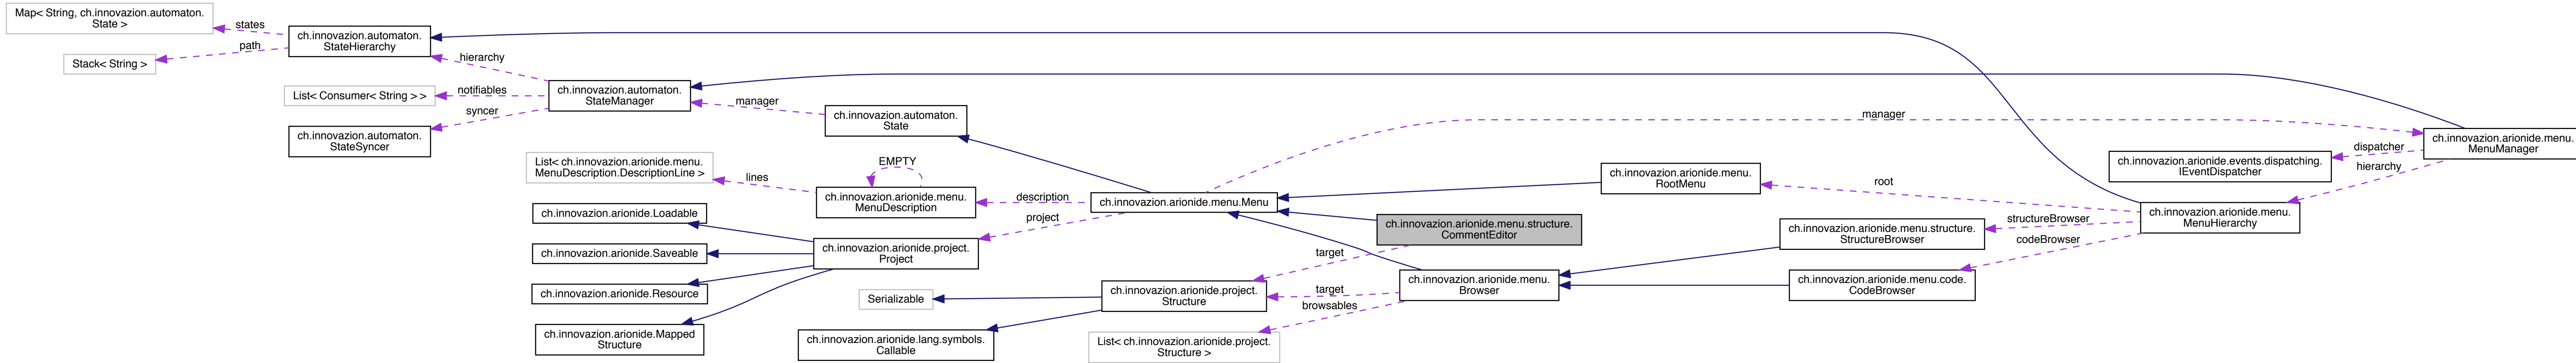 Map< String, ch.innovazion.automaton.
State >
states
path
Stack< String >
ch.innovazion.automaton.
StateHierarchy
hierarchy
List< Consumer< String > >
notifiables
syncer
ch.innovazion.automaton.
StateSyncer
ch.innovazion.automaton.
StateManager
manager
ch.innovazion.automaton.
State
List< ch.innovazion.arionide.menu.
MenuDescription.DescriptionLine >
lines
EMPTY
ch.innovazion.arionide.menu.
MenuDescription
description
project
ch.innovazion.arionide.Loadable
ch.innovazion.arionide.Saveable
ch.innovazion.arionide.Resource
ch.innovazion.arionide.Mapped
Structure
ch.innovazion.arionide.project.
Project
ch.innovazion.arionide.menu.Menu
manager
ch.innovazion.arionide.menu.
RootMenu
ch.innovazion.arionide.menu.structure.
CommentEditor
target
Serializable
ch.innovazion.arionide.lang.symbols.
Callable
ch.innovazion.arionide.project.
Structure
target
browsables
List< ch.innovazion.arionide.project.
Structure >
ch.innovazion.arionide.menu.
Browser
ch.innovazion.arionide.menu.structure.
StructureBrowser
ch.innovazion.arionide.menu.code.
CodeBrowser
root
structureBrowser
codeBrowser
ch.innovazion.arionide.events.dispatching.
IEventDispatcher
ch.innovazion.arionide.menu.
MenuHierarchy
dispatcher
hierarchy
ch.innovazion.arionide.menu.
MenuManager